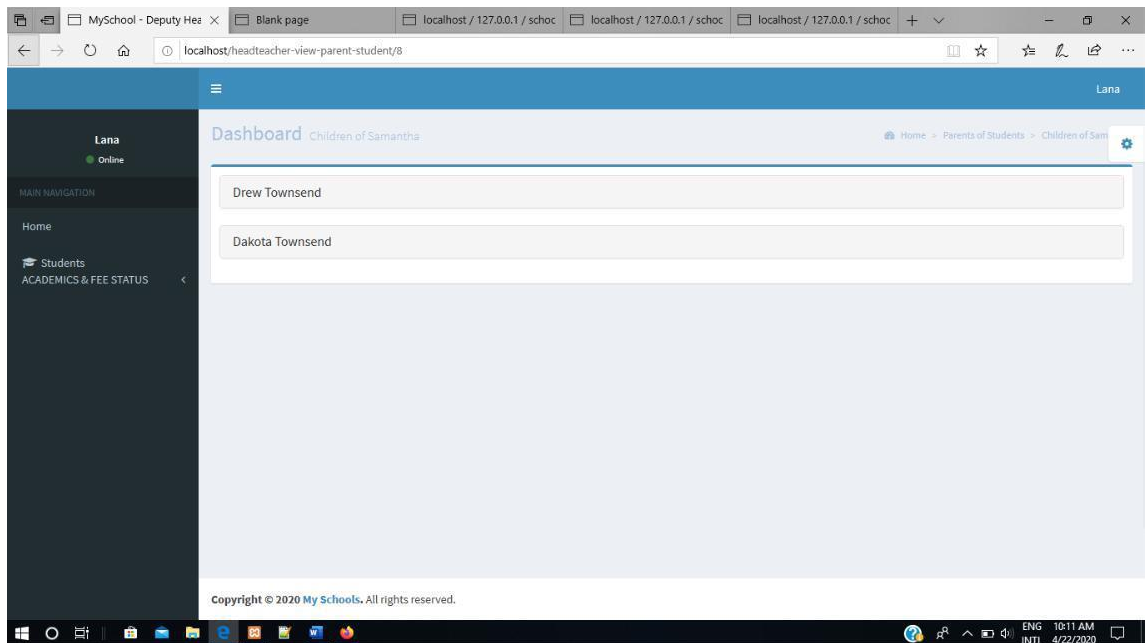 MySchool - Deputy Hea
Blank page
localhost / 127.0.0.1 / schoc
localhost / 127.0.0.1 / schoc
localhost / 127.0.0.1 / schoc
localhost/headteacher-view-parent-student/8
Lana
Lana
Online
MAIN NAVIGATION
Home
Students
ACADEMICS & FEE STATUS
Dashboard Children of Samantha
Home > Parents of Students > Children of Sam
Drew Townsend
Dakota Townsend
Copyright © 2020 My Schools. All rights reserved.
ENG 10:11 AM
INTL 4/22/2020